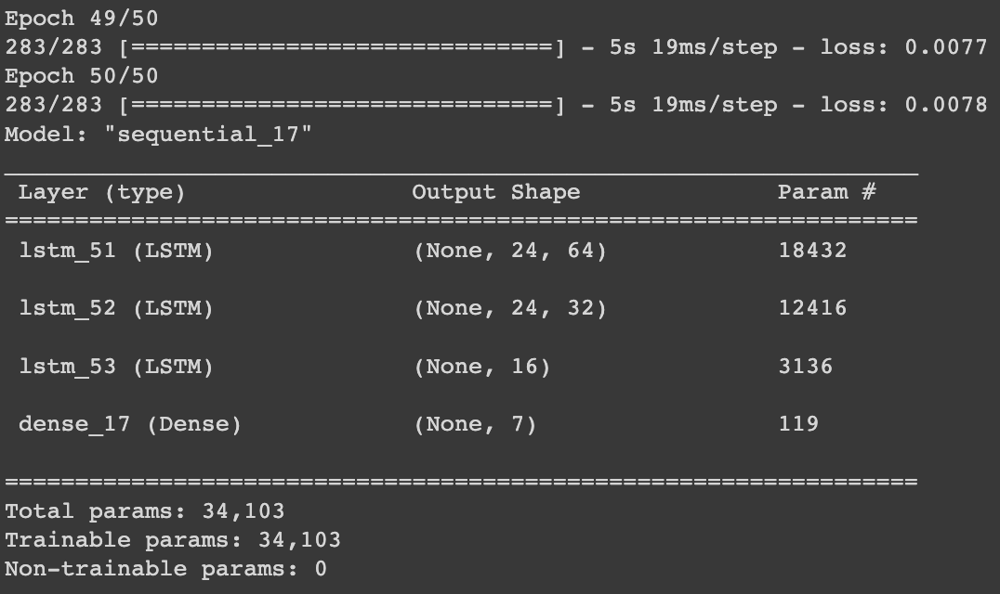 Epoch 49/50
283/283 [==============================] - 5s 19ms/step - loss: 0.0077
Epoch 50/50
283/283 [==============================] - 5s 19ms/step - loss: 0.0078
Model: "sequential_17"
_________________________________________________________________
Layer (type) Output Shape Param #
=================================================================
lstm_51 (LSTM) (None, 24, 64) 18432
lstm_52 (LSTM) (None, 24, 32) 12416
lstm_53 (LSTM) (None, 16) 3136
dense_17 (Dense) (None, 7) 119
=================================================================
Total params: 34,103
Trainable params: 34,103
Non-trainable params: 0